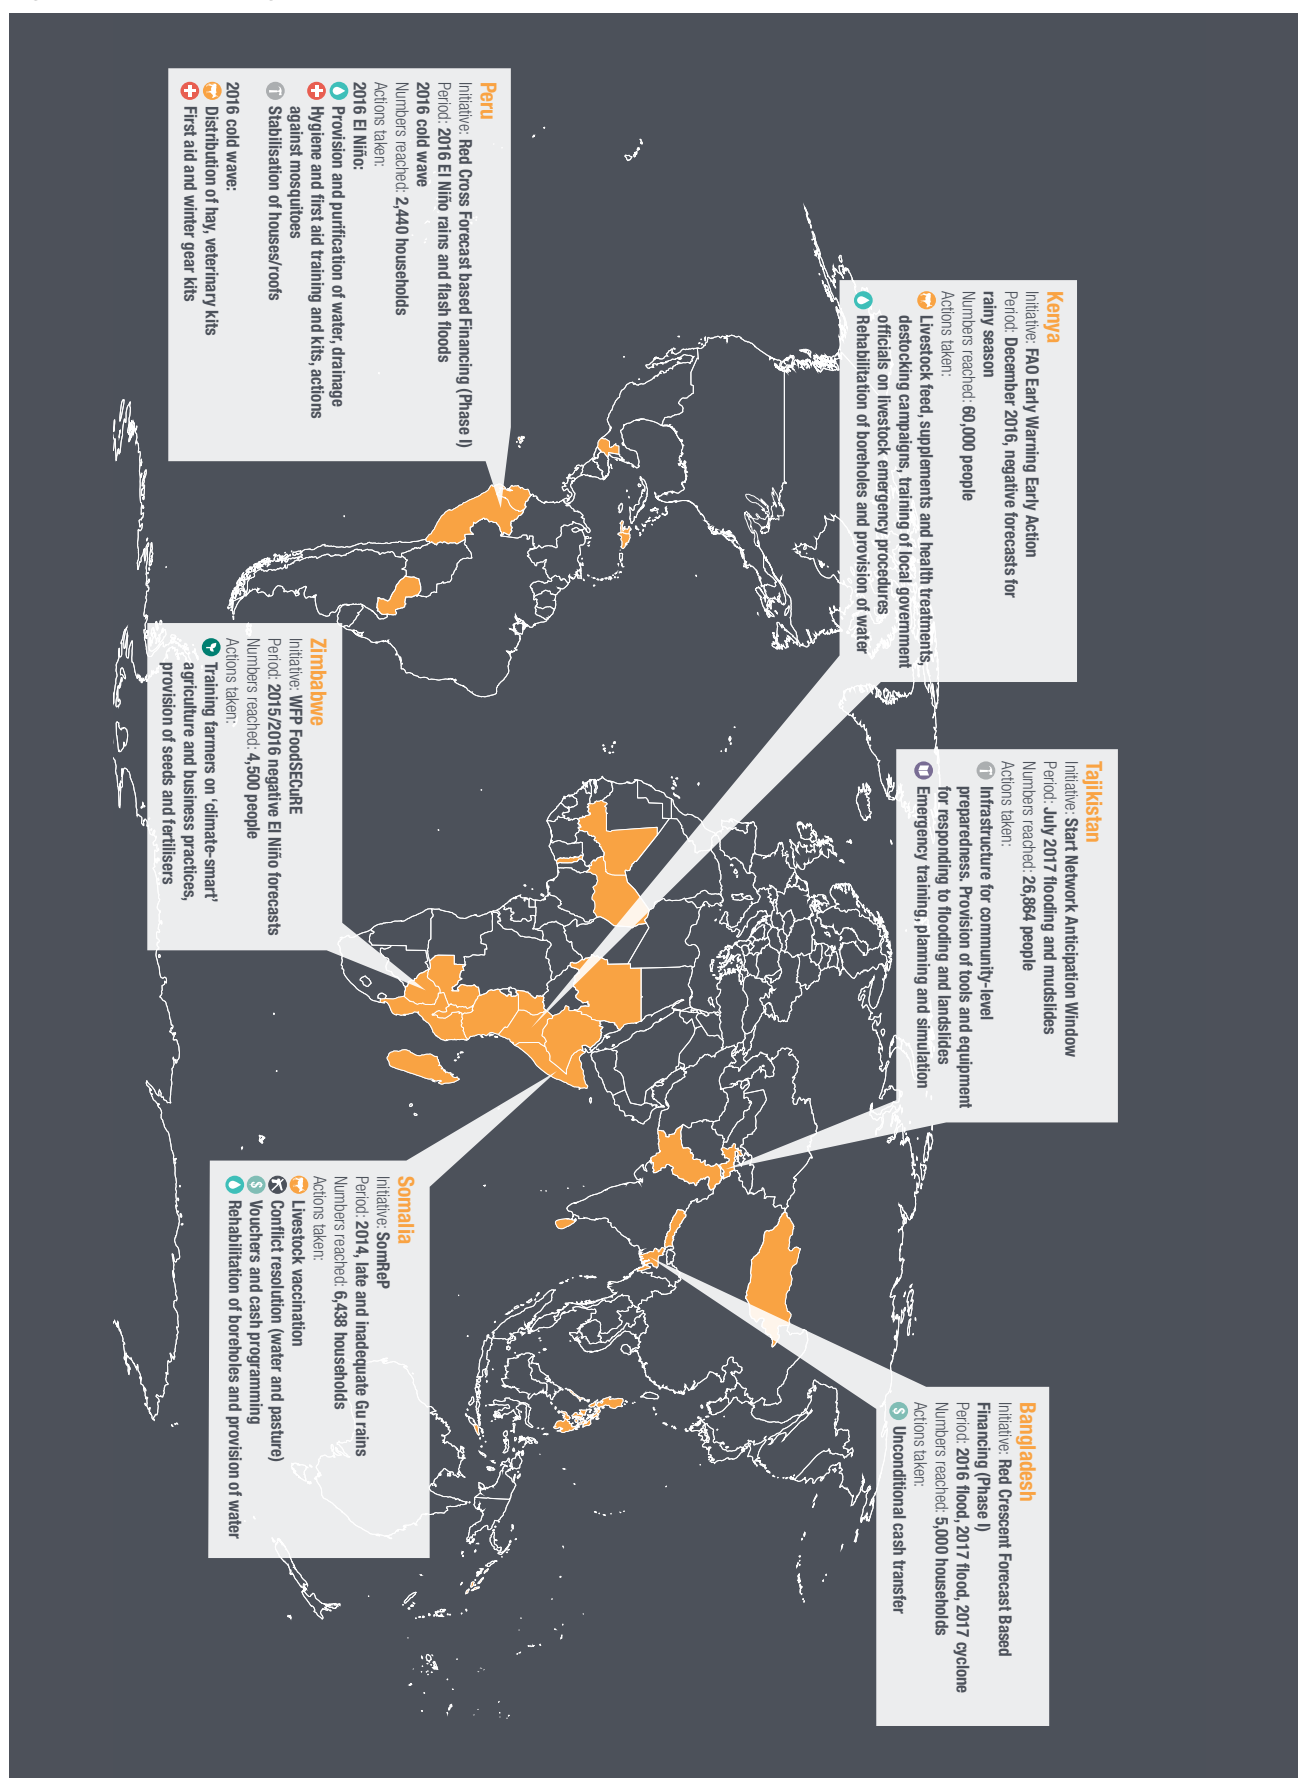 Peru
Initiative: Red Cross Forecast based Financing (Phase I)
Period: 2016 El Niño rains and flash floods
2016 cold wave
Numbers reached: 2,440 households
Actions taken:
2016 El Niño:
Provision and purification of water, drainage
Hygiene and first aid training and kits, actions
against mosquitoes
T Stabilisation of houses/roofs
2016 cold wave:
Distribution of hay, veterinary kits
First aid and winter gear kits
Kenya
Initiative: FAO Early Warning Early Action
Period: December 2016, negative forecasts for
rainy season
Numbers reached: 60,000 people
Actions taken:
Livestock feed, supplements and health treatments,
destocking campaigns, training of local government
officials on livestock emergency procedures
Rehabilitation of boreholes and provision of water
Zimbabwe
Initiative: WFP FoodSECuRE
Period: 2015/2016 negative El Niño forecasts
Numbers reached: 4,500 people
Actions taken:
Training farmers on ‘climate-smart’
agriculture and business practices,
provision of seeds and fertilisers
Tajikistan
Initiative: Start Network Anticipation Window
Period: July 2017 flooding and mudslides
Numbers reached: 26,864 people
Actions taken:
T Infrastructure for community-level
preparedness. Provision of tools and equipment
for responding to flooding and landslides
Emergency training, planning and simulation
Somalia
Initiative: SomReP
Period: 2014, late and inadequate Gu rains
Numbers reached: 6,438 households
Actions taken:
Livestock vaccination
Conflict resolution (water and pasture)
$ Vouchers and cash programming
Rehabilitation of boreholes and provision of water
Bangladesh
Initiative: Red Crescent Forecast Based
Financing (Phase I)
Period: 2016 flood, 2017 flood, 2017 cyclone
Numbers reached: 5,000 households
Actions taken:
$ Unconditional cash transfer